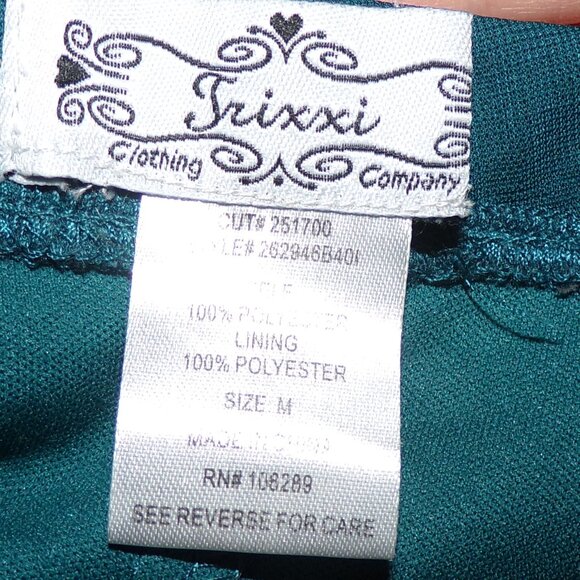 Trixxi
Clothing Company
CUT# 251700
262946B40I
100% POLYESTER
LINING
100% POLYESTER
SIZE: M
MADE IN CHINA
RN# 106289
SEE REVERSE FOR CARE